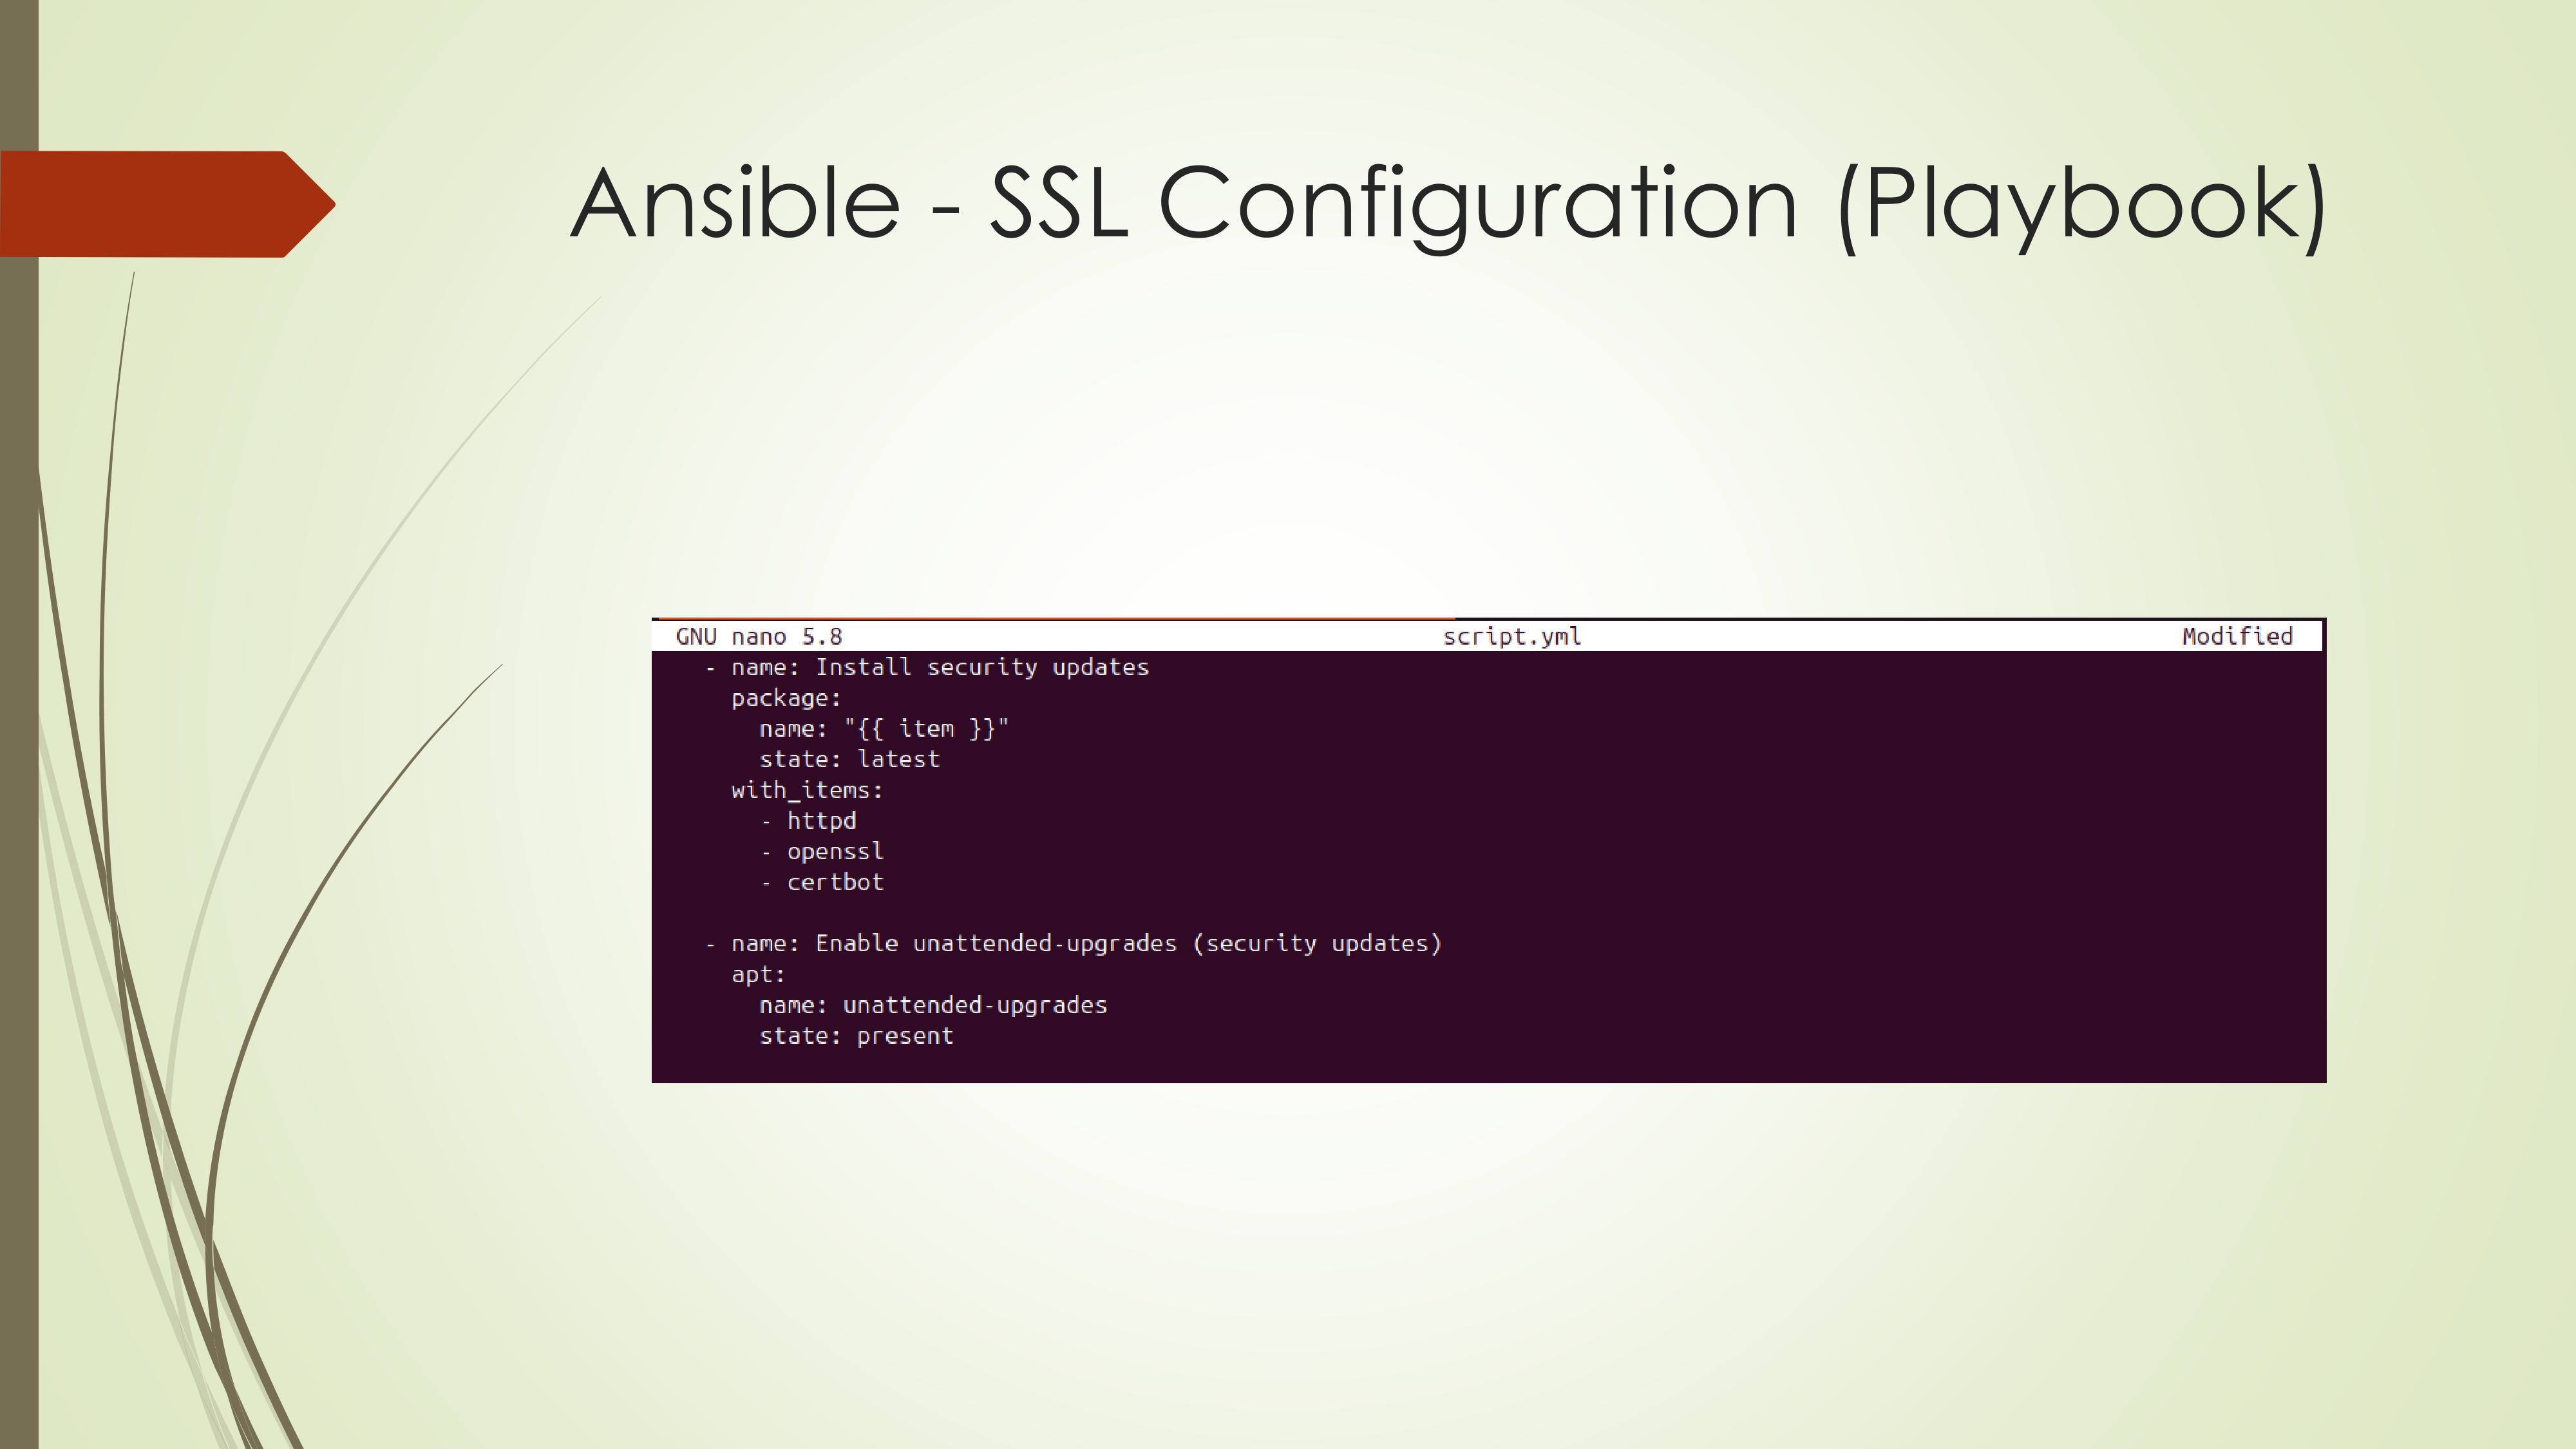 Ansible - SSL Configuration (Playbook)
GNU nano 5.8 script.yml Modified
- name: Install security updates
package:
name: "{{ item }}"
state: latest
with_items:
- httpd
- openssl
- certbot
- name: Enable unattended-upgrades (security updates)
apt:
name: unattended-upgrades
state: present